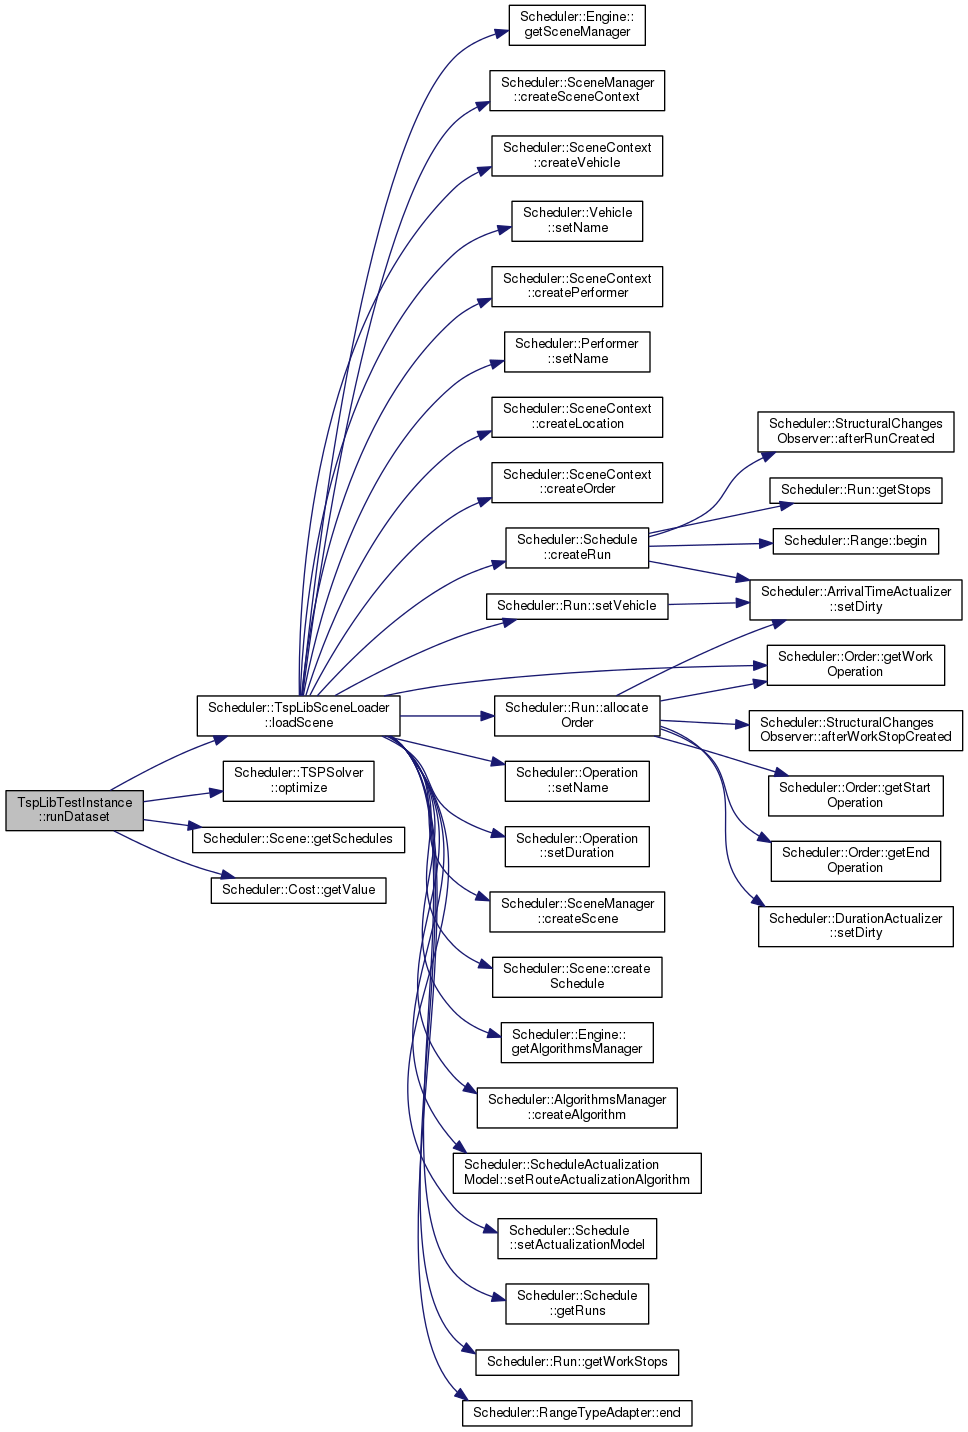 Scheduler::Engine::
getSceneManager
Scheduler::SceneManager
::createSceneContext
Scheduler::SceneContext
::createVehicle
Scheduler::Vehicle
::setName
Scheduler::SceneContext
::createPerformer
Scheduler::Performer
::setName
Scheduler::SceneContext
::createLocation
Scheduler::SceneContext
::createOrder
Scheduler::Schedule
::createRun
Scheduler::Run::setVehicle
Scheduler::StructuralChanges
Observer::afterRunCreated
Scheduler::Run::getStops
Scheduler::Range::begin
Scheduler::ArrivalTimeActualizer
::setDirty
Scheduler::Order::getWork
Operation
Scheduler::TspLibSceneLoader
::loadScene
Scheduler::Run::allocate
Order
Scheduler::StructuralChanges
Observer::afterWorkStopCreated
Scheduler::Order::getStart
Operation
Scheduler::Order::getEnd
Operation
Scheduler::DurationActualizer
::setDirty
TspLibTestInstance
::runDataset
Scheduler::TSPSolver
::optimize
Scheduler::Scene::getSchedules
Scheduler::Cost::getValue
Scheduler::Operation
::setName
Scheduler::Operation
::setDuration
Scheduler::SceneManager
::createScene
Scheduler::Scene::create
Schedule
Scheduler::Engine::
getAlgorithmsManager
Scheduler::AlgorithmsManager
::createAlgorithm
Scheduler::ScheduleActualization
Model::setRouteActualizationAlgorithm
Scheduler::Schedule
::setActualizationModel
Scheduler::Schedule
::getRuns
Scheduler::Run::getWorkStops
Scheduler::RangeTypeAdapter::end